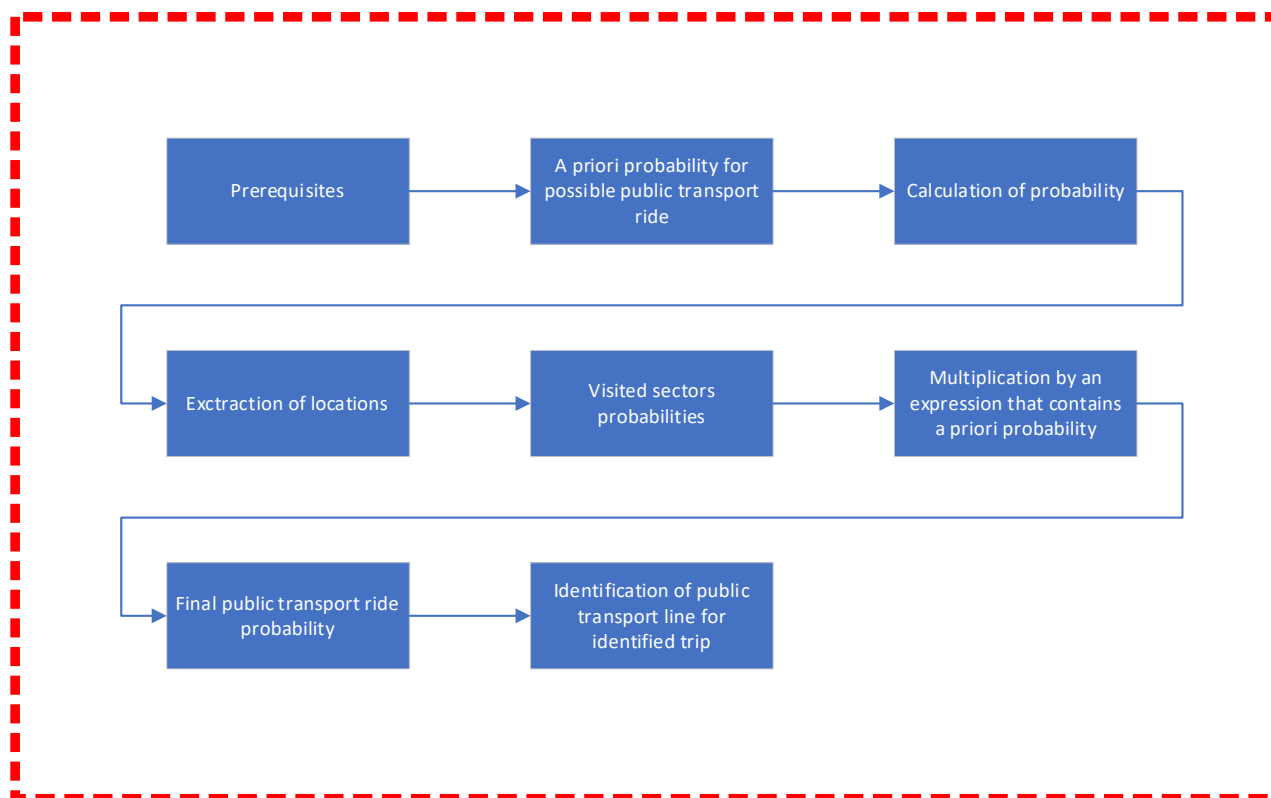 Prerequisites
A priori probability for
possible public transport
ride
Calculation of probability
Exctraction of locations
Visited sectors
probabilities
Multiplication by an
expression that contains
a priori probability
Final public transport ride
probability
Identification of public
transport line for
identified trip